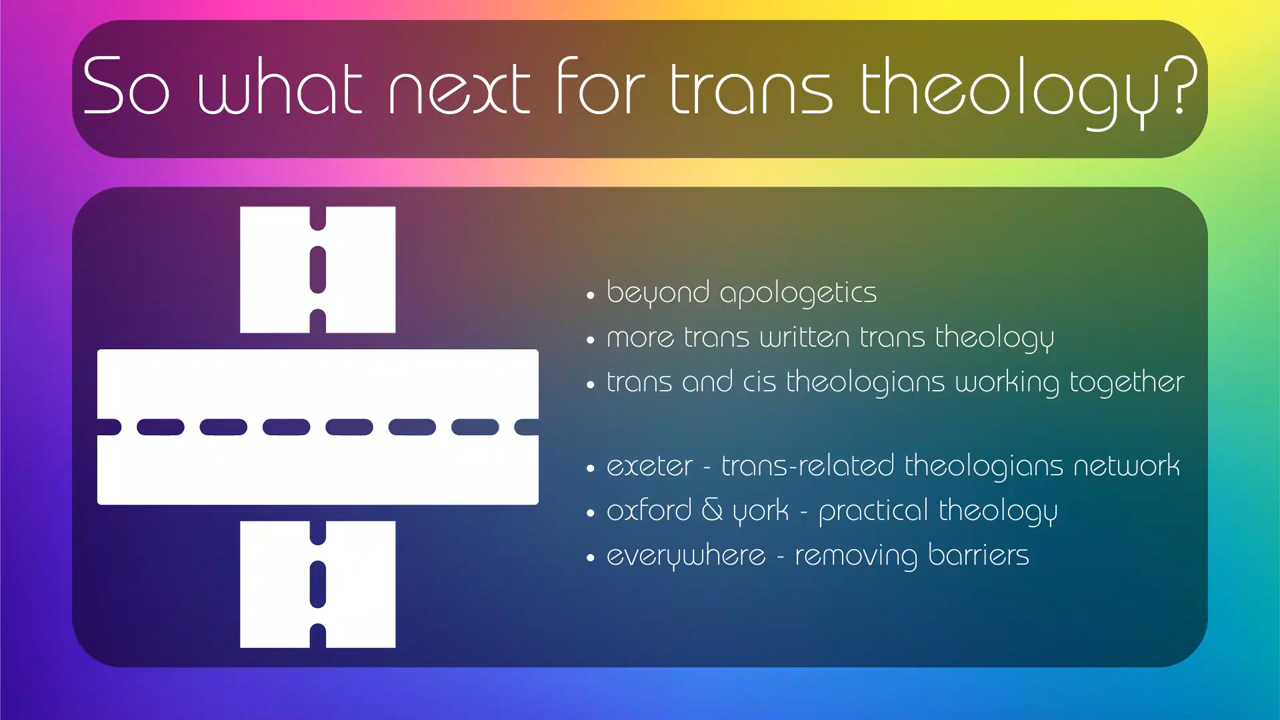 So what next for trans theology?
• beyond apologetics
• more trans written trans theology
• trans and cis theologians working together
• exeter - trans-related theologians network
• oxford & york - practical theology
• everywhere - removing barriers